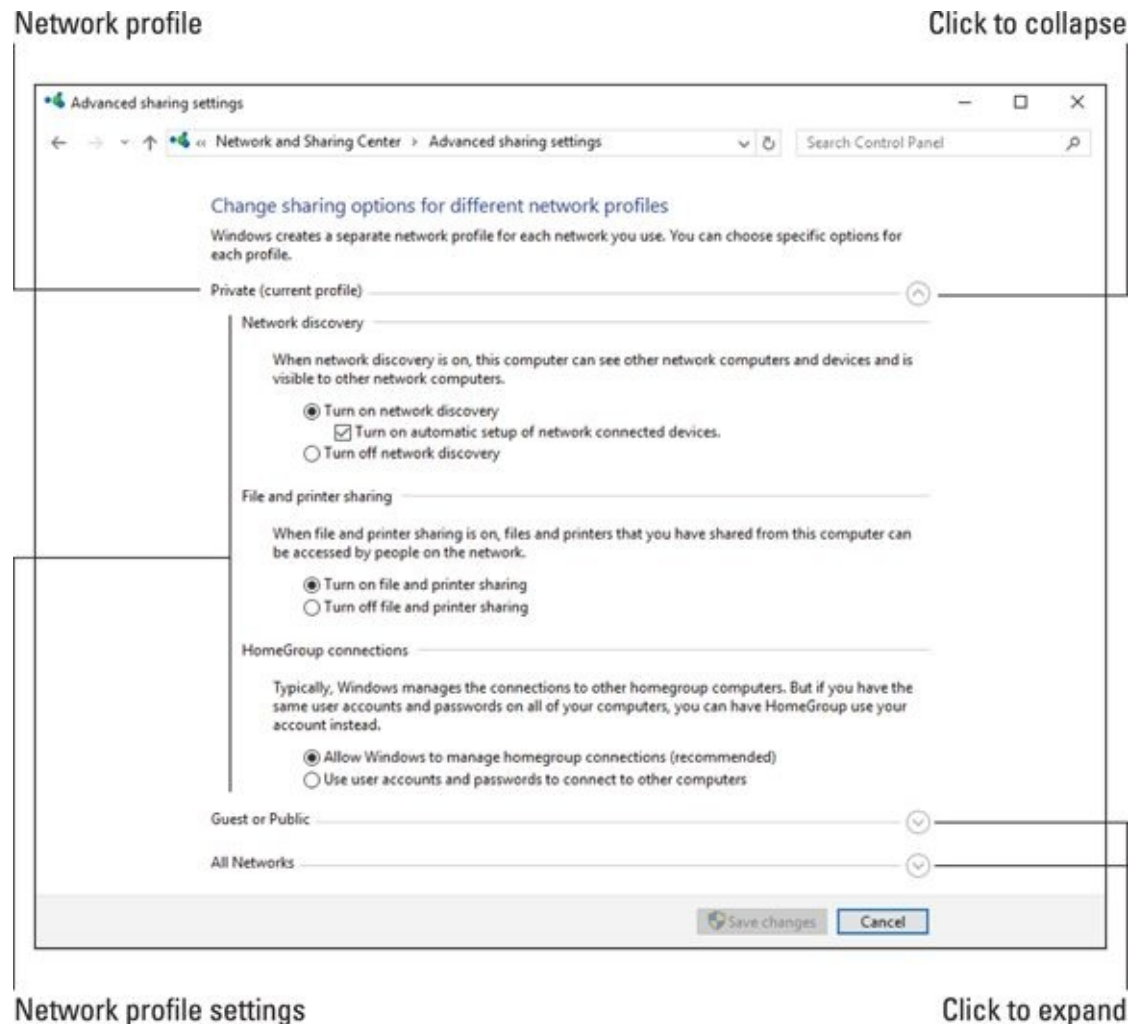 Network profile
Click to collapse
Advanced sharing settings
« Network and Sharing Center > Advanced sharing settings
Search Control Panel
Change sharing options for different network profiles
Windows creates a separate network profile for each network you use. You can choose specific options for
each profile.
Private (current profile)
Network discovery
When network discovery is on, this computer can see other network computers and devices and is
visible to other network computers.
Turn on network discovery
Turn on automatic setup of network connected devices.
Turn off network discovery
File and printer sharing
When file and printer sharing is on, files and printers that you have shared from this computer can
be accessed by people on the network.
Turn on file and printer sharing
Turn off file and printer sharing
HomeGroup connections
Typically, Windows manages the connections to other homegroup computers. But if you have the
same user accounts and passwords on all of your computers, you can have HomeGroup use your
account instead.
Allow Windows to manage homegroup connections (recommended)
Use user accounts and passwords to connect to other computers
Guest or Public
All Networks
Save changes
Cancel
Network profile settings
Click to expand